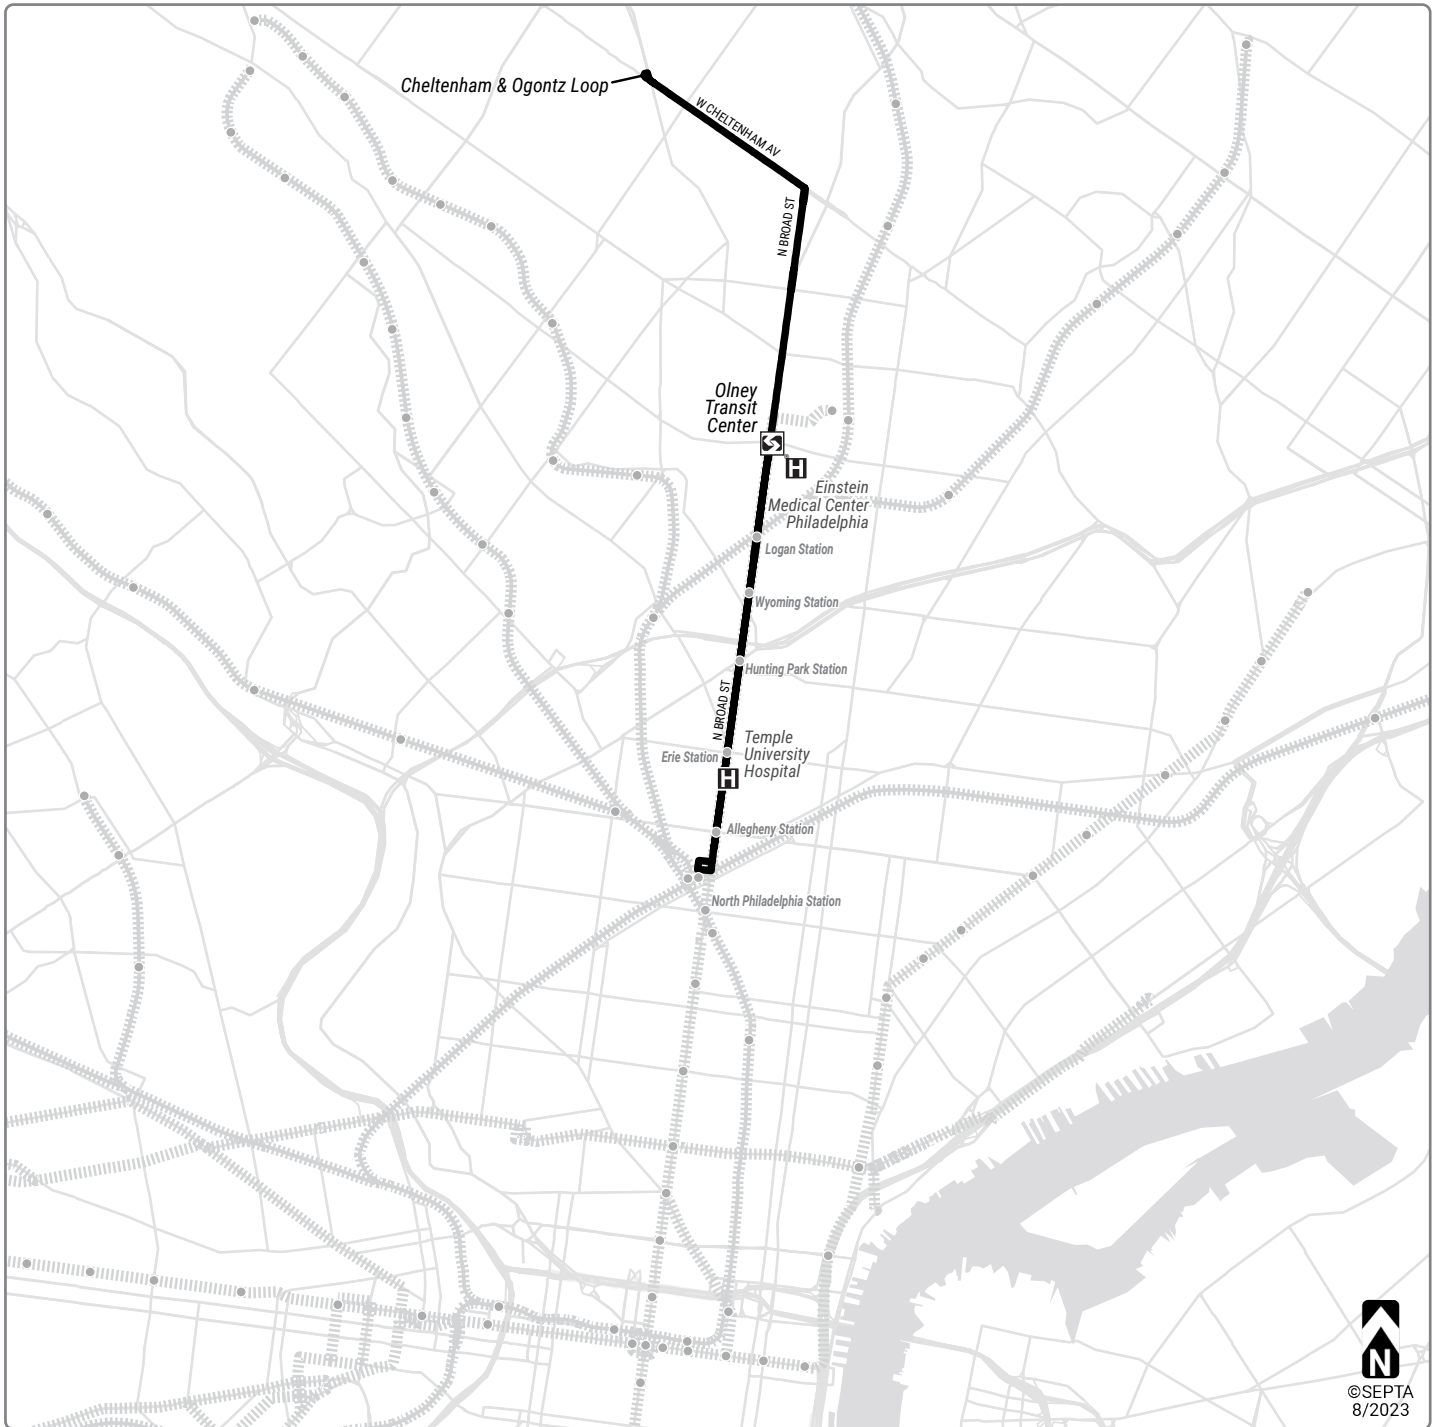 Cheltenham & Ogontz Loop
W CHELTENHAM AV
N BROAD ST
Olney
Transit
Center
H
Einstein
Medical Center
Philadelphia
Logan Station
Wyoming Station
Hunting Park Station
N BROAD ST
Temple
University
Hospital
Erie Station
H
Allegheny Station
North Philadelphia Station
N
©SEPTA
8/2023